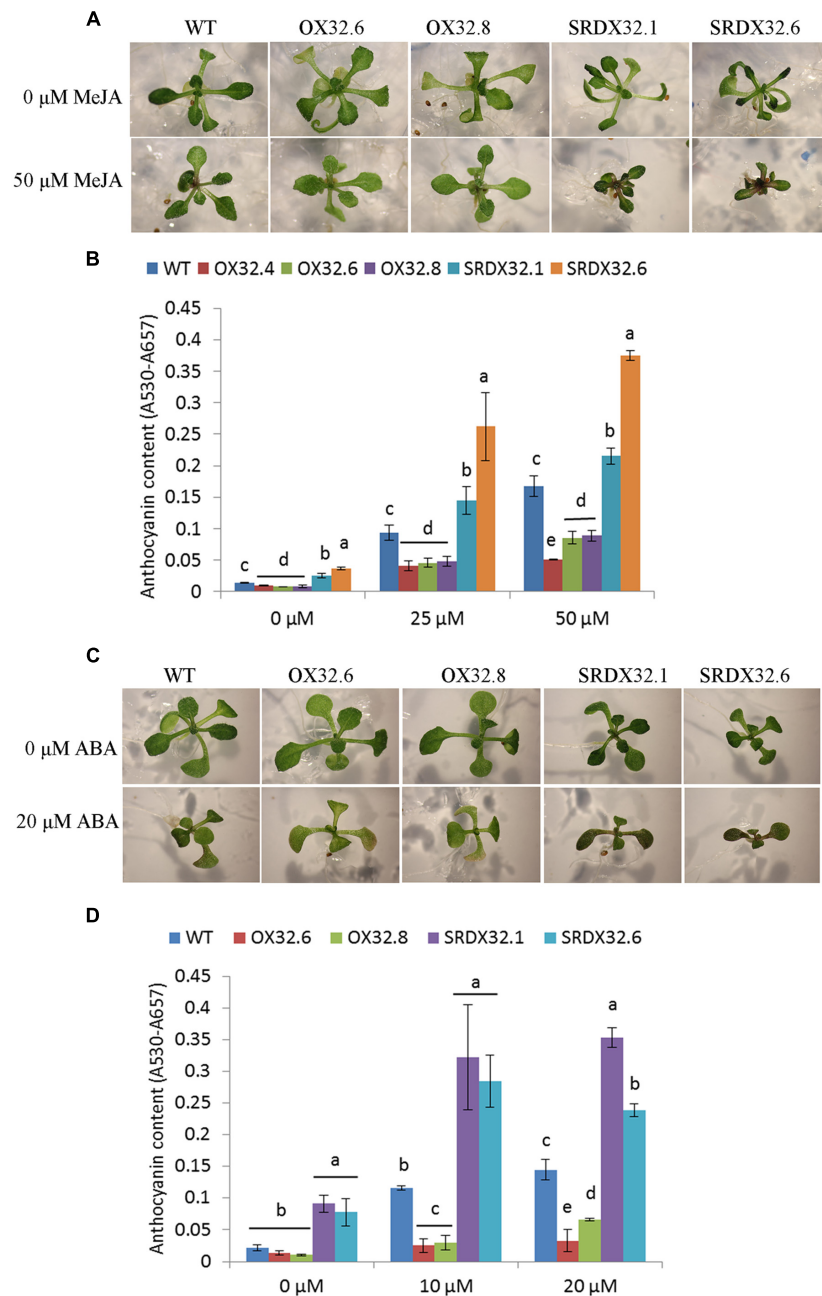 A
WT OX32.6 OX32.8 SRDX32.1 SRDX32.6
0 µM MeJA
50 µM MeJA
B
WT OX32.4 OX32.6 OX32.8 SRDX32.1 SRDX32.6
Anthocyanin content (A530-A657)
0.45
0.4
0.35
0.3
0.25
0.2
0.15
0.1
0.05
0
c d b a
c d b a
c e d b a
0 µM 25 µM 50 µM
C
WT OX32.6 OX32.8 SRDX32.1 SRDX32.6
0 µM ABA
20 µM ABA
D
WT OX32.6 OX32.8 SRDX32.1 SRDX32.6
Anthocyanin content (A530-A657)
0.45
0.4
0.35
0.3
0.25
0.2
0.15
0.1
0.05
0
b a
b c a
c e d a b
0 µM 10 µM 20 µM